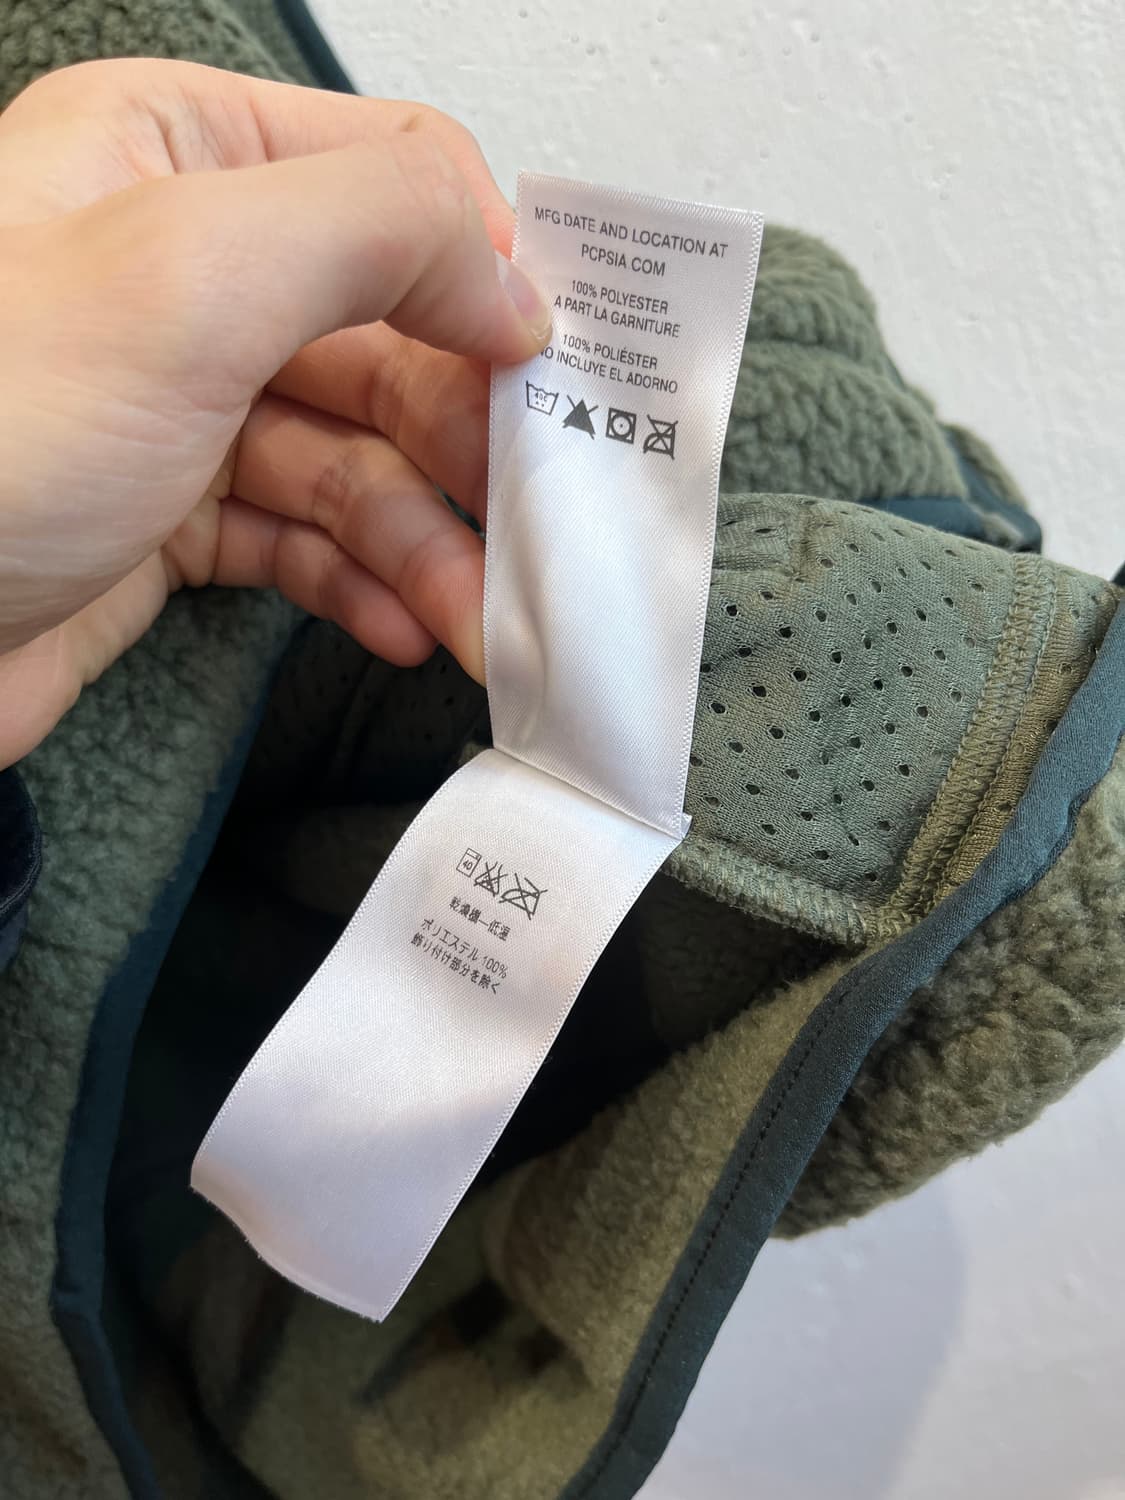 MFG DATE AND LOCATION AT
PCPSIA.COM
100% POLYESTER
A PART LA GARNITURE
100% POLIÉSTER
NO INCLUYE EL ADORNO
40C
40
乾燥機—低温
ポリエステル 100%
飾り付け部分を除く